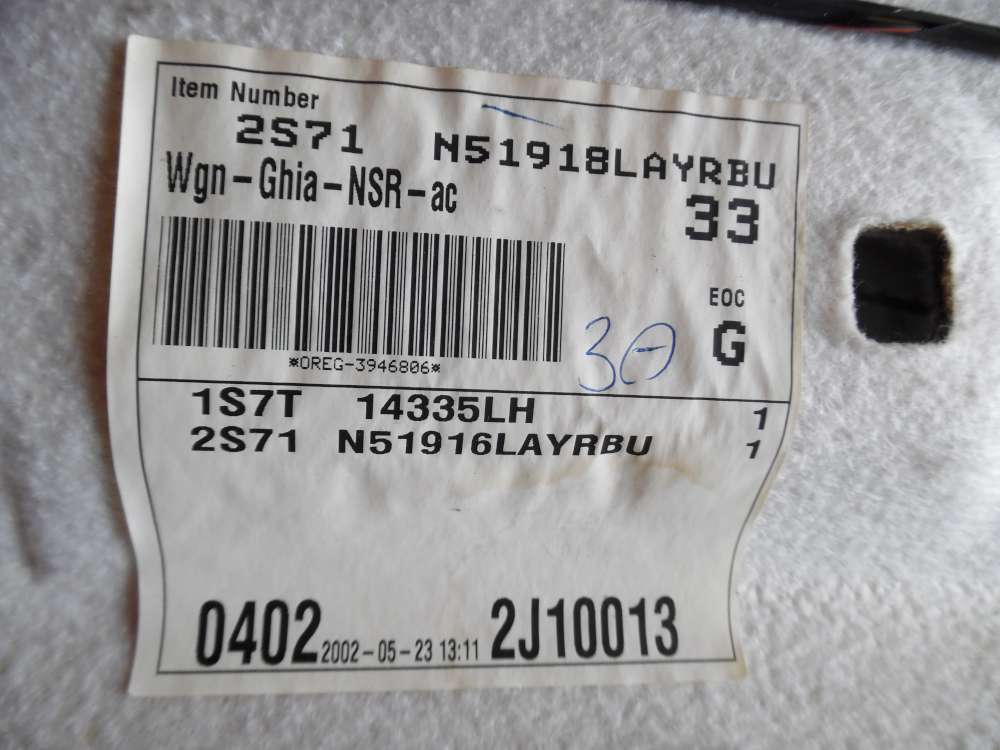 Item Number
2S71 N51918LAYRBU
Wgn-Ghia-NSR-ac
33
EOC
G
*OREG-3946806*
30
1S7T 14335LH 1
2S71 N51916LAYRBU 1
0402 2002-05-23 13:11 2J10013